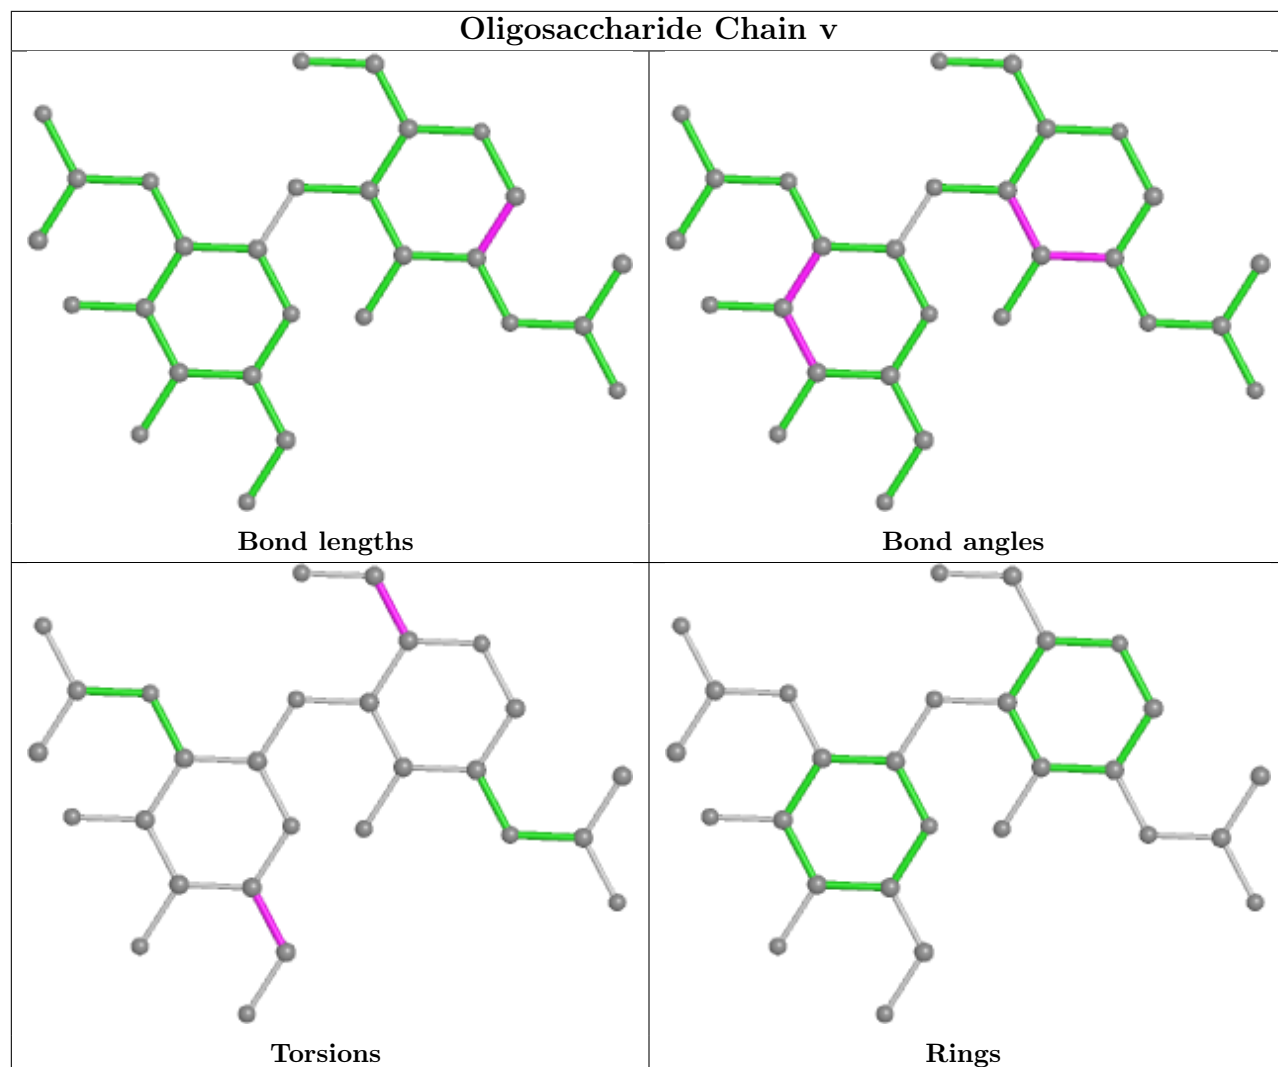 Oligosaccharide Chain v
Bond lengths
Bond angles
Torsions
Rings